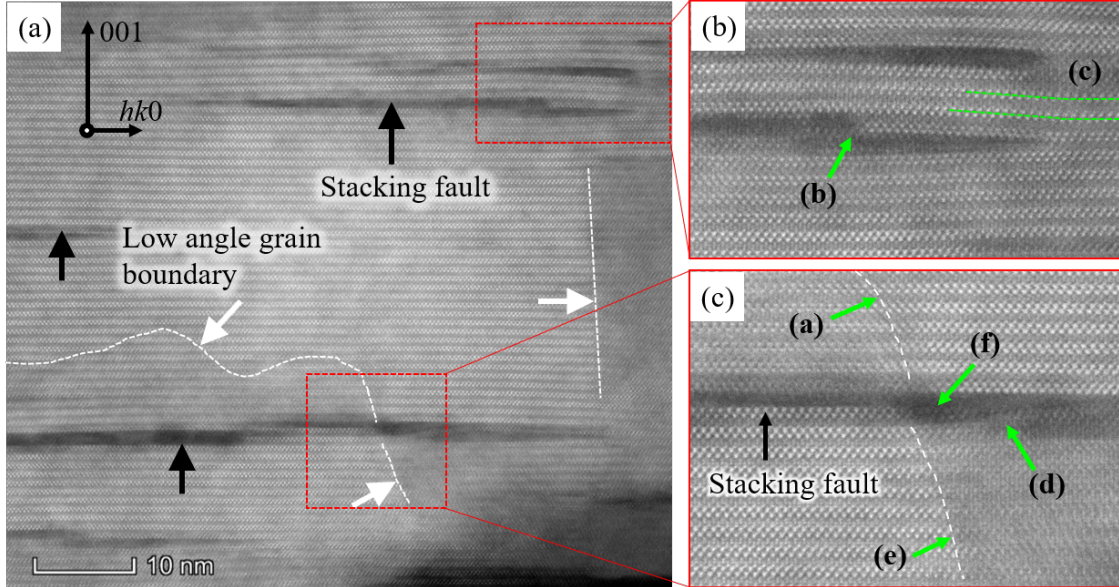 (a)
001
hk0
Stacking fault
Low angle grain
boundary
10 nm
(b)
(c)
(b)
(c)
(a)
(f)
Stacking fault
(d)
(e)